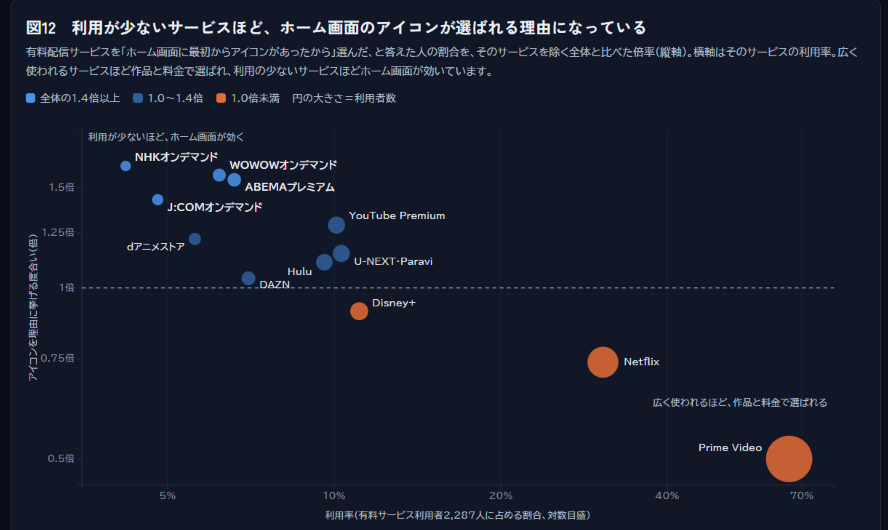 図12　利用が少ないサービスほど、ホーム画面のアイコンが選ばれる理由になっている
有料配信サービスを「ホーム画面に最初からアイコンがあったから」選んだ、と答えた人の割合を、そのサービスを除く全体と比べた倍率(縦軸)。横軸はそのサービスの利用率。広く
使われるサービスほど作品と料金で選ばれ、利用の少ないサービスほどホーム画面が効いています。
全体の1.4倍以上　1.0〜1.4倍　1.0倍未満　円の大きさ＝利用者数
利用が少ないほど、ホーム画面が効く
NHKオンデマンド
WOWOWオンデマンド
ABEMAプレミアム
1.5倍
J:COMオンデマンド
YouTube Premium
1.25倍
dアニメストア
U-NEXT・Paravi
Hulu
DAZN
1倍
Disney+
0.75倍
Netflix
広く使われるほど、作品と料金で選ばれる
Prime Video
0.5倍
アイコンを理由に挙げる度合い(倍)
5%
10%
20%
40%
70%
利用率(有料サービス利用者2,287人に占める割合、対数目盛)